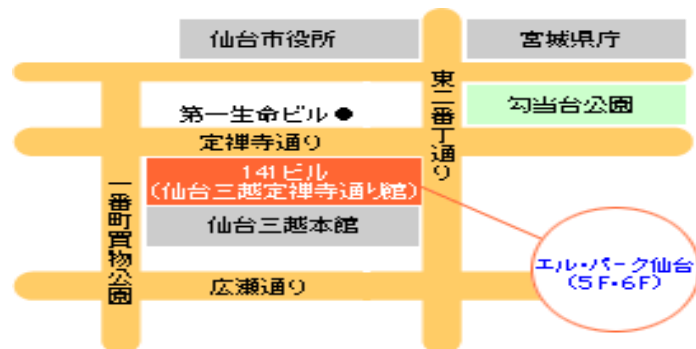 仙台市役所
宮城県庁
東二番丁通り
勾当台公園
第一生命ビル●
定禅寺通り
141ビル
(仙台三越定禅寺通り館)
一番町買物公園
仙台三越本館
エル・パーク仙台
(5F・6F)
広瀬通り